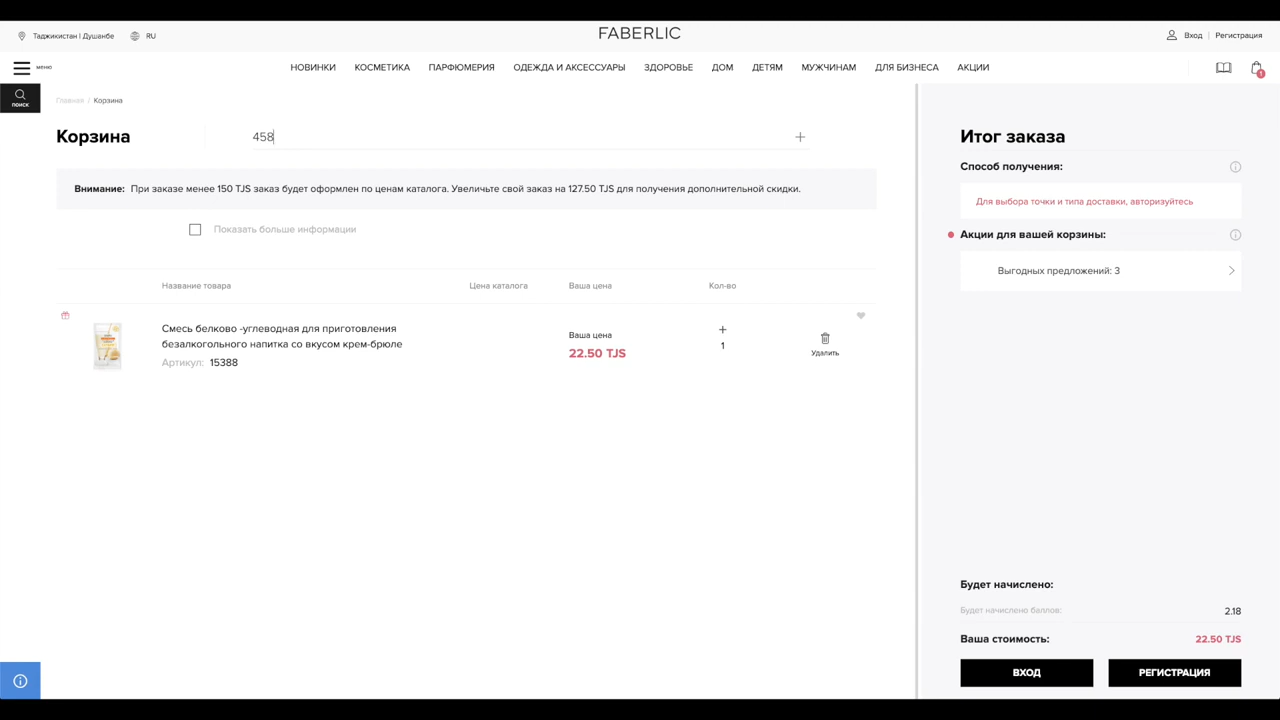 Таджикистан | Душанбе
RU
FABERLIC
Вход | Регистрация
МЕНЮ
НОВИНКИ
КОСМЕТИКА
ПАРФЮМЕРИЯ
ОДЕЖДА И АКСЕССУАРЫ
ЗДОРОВЬЕ
ДОМ
ДЕТЯМ
МУЖЧИНАМ
ДЛЯ БИЗНЕСА
АКЦИИ
1
ПОИСК
Главная / Корзина
Корзина
458
Внимание: При заказе менее 150 TJS заказ будет оформлен по ценам каталога. Увеличьте свой заказ на 127.50 TJS для получения дополнительной скидки.
Показать больше информации
Название товара
Цена каталога
Ваша цена
Кол-во
Смесь белково -углеводная для приготовления
безалкогольного напитка со вкусом крем-брюле
Артикул: 15388
Ваша цена
22.50 TJS
+
1
Удалить
Итог заказа
Способ получения:
Для выбора точки и типа доставки, авторизуйтесь
Акции для вашей корзины:
Выгодных предложений: 3
Будет начислено:
Будет начислено баллов:
2.18
Ваша стоимость:
22.50 TJS
ВХОД
РЕГИСТРАЦИЯ